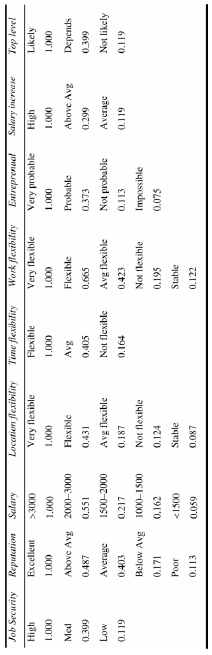 Job Security Reputation Salary Location flexibility Time flexibility Work flexibility Entreprennual Salary increase Top level
High Excellent >3000 Very flexible Flexible Very flexible Very probable High Likely
1.000 1.000 1.000 1.000 1.000 1.000 1.000 1.000 1.000
Med Above Avg 2000–3000 Flexible Avg Flexible Probable Above Avg Depends
0.399 0.487 0.551 0.431 0.405 0.665 0.373 0.299 0.399
Low Average 1500–2000 Avg flexible Not flexible Avg flexible Not probable Average Not likely
0.119 0.403 0.217 0.187 0.164 0.423 0.113 0.119 0.119
Below Avg 1000–1500 Not flexible Not flexible Impossible
0.171 0.162 0.124 0.195 0.075
Poor <1500 Stable Stable
0.113 0.059 0.087 0.122